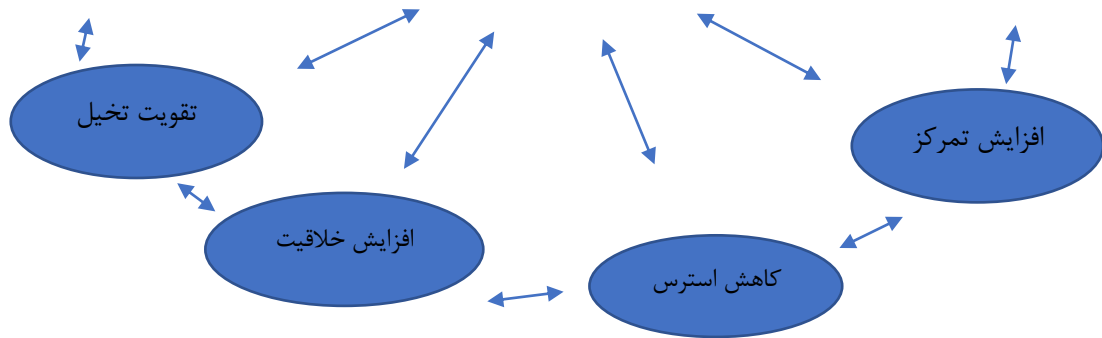 تقویت تخیل
افزایش تمرکز
افزایش خلاقیت
کاهش استرس